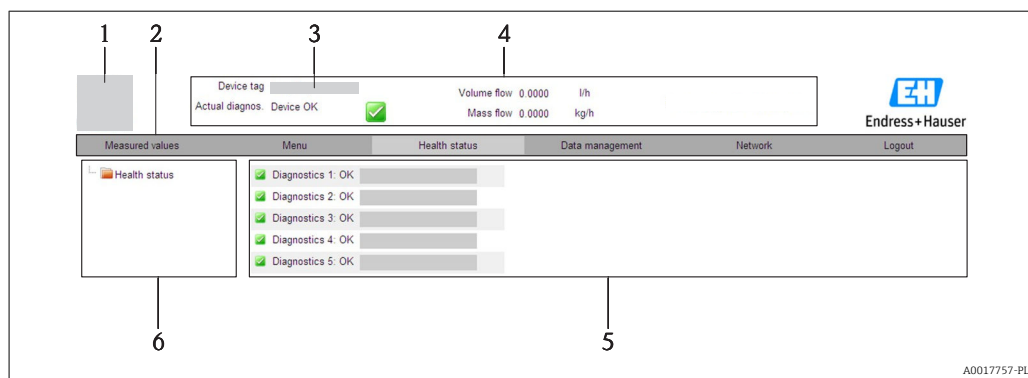 1 2 3 4
Device tag
Volume flow 0.0000 l/h
Actual diagnos. Device OK
Mass flow 0.0000 kg/h
EH
Endress+Hauser
Measured values Menu Health status Data management Network Logout
Health status
Diagnostics 1: OK
Diagnostics 2: OK
Diagnostics 3: OK
Diagnostics 4: OK
Diagnostics 5: OK
6 5
A0017757-PL